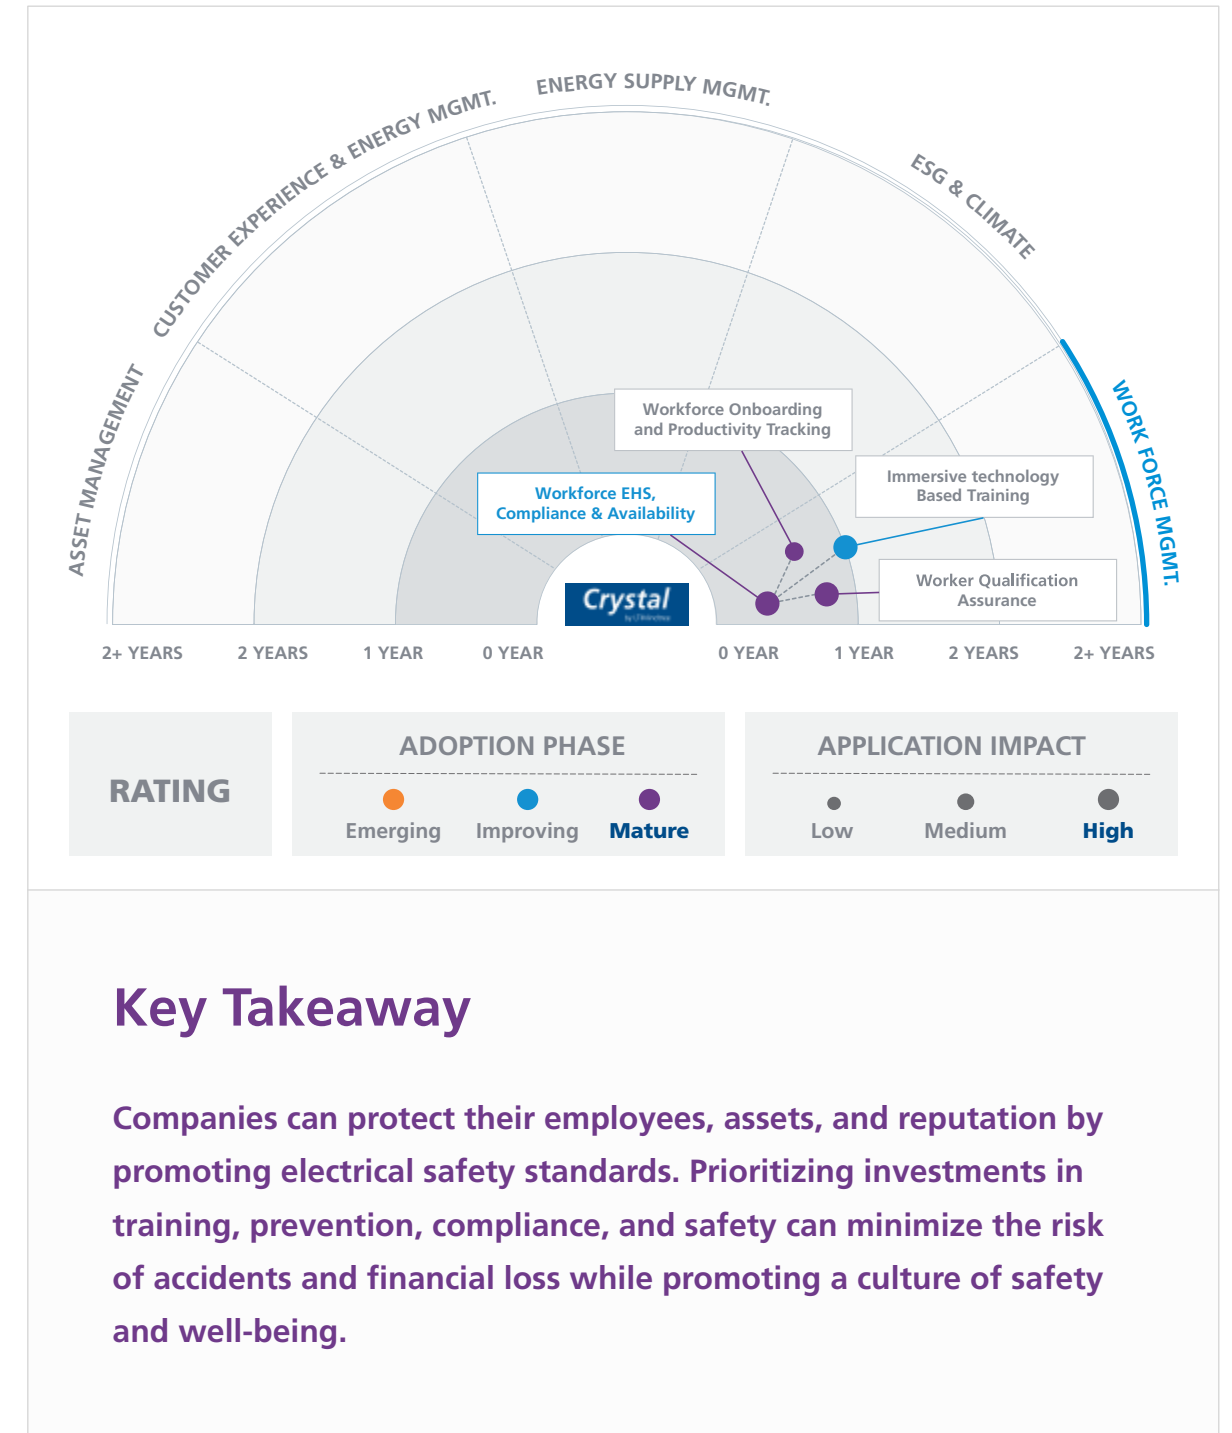 ENERGY SUPPLY MGMT.
CUSTOMER EXPERIENCE & ENERGY MGMT.
ESG & CLIMATE
ASSET MANAGEMENT
WORK FORCE MGMT.
Workforce Onboarding
and Productivity Tracking
Immersive technology
Based Training
Workforce EHS,
Compliance & Availability
Worker Qualification
Assurance
Crystal
2+ YEARS
2 YEARS
1 YEAR
0 YEAR
0 YEAR
1 YEAR
2 YEARS
2+ YEARS
RATING
ADOPTION PHASE
Emerging
Improving
Mature
APPLICATION IMPACT
Low
Medium
High
Key Takeaway
Companies can protect their employees, assets, and reputation by
promoting electrical safety standards. Prioritizing investments in
training, prevention, compliance, and safety can minimize the risk
of accidents and financial loss while promoting a culture of safety
and well-being.